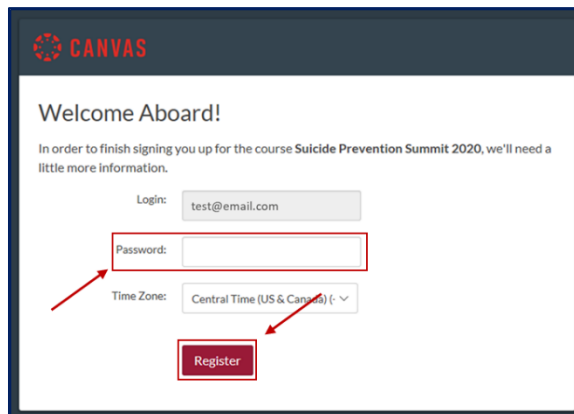 CANVAS
Welcome Aboard!
In order to finish signing you up for the course Suicide Prevention Summit 2020, we'll need a
little more information.
Login: test@email.com
Password:
Time Zone: Central Time (US & Canada) (-
Register